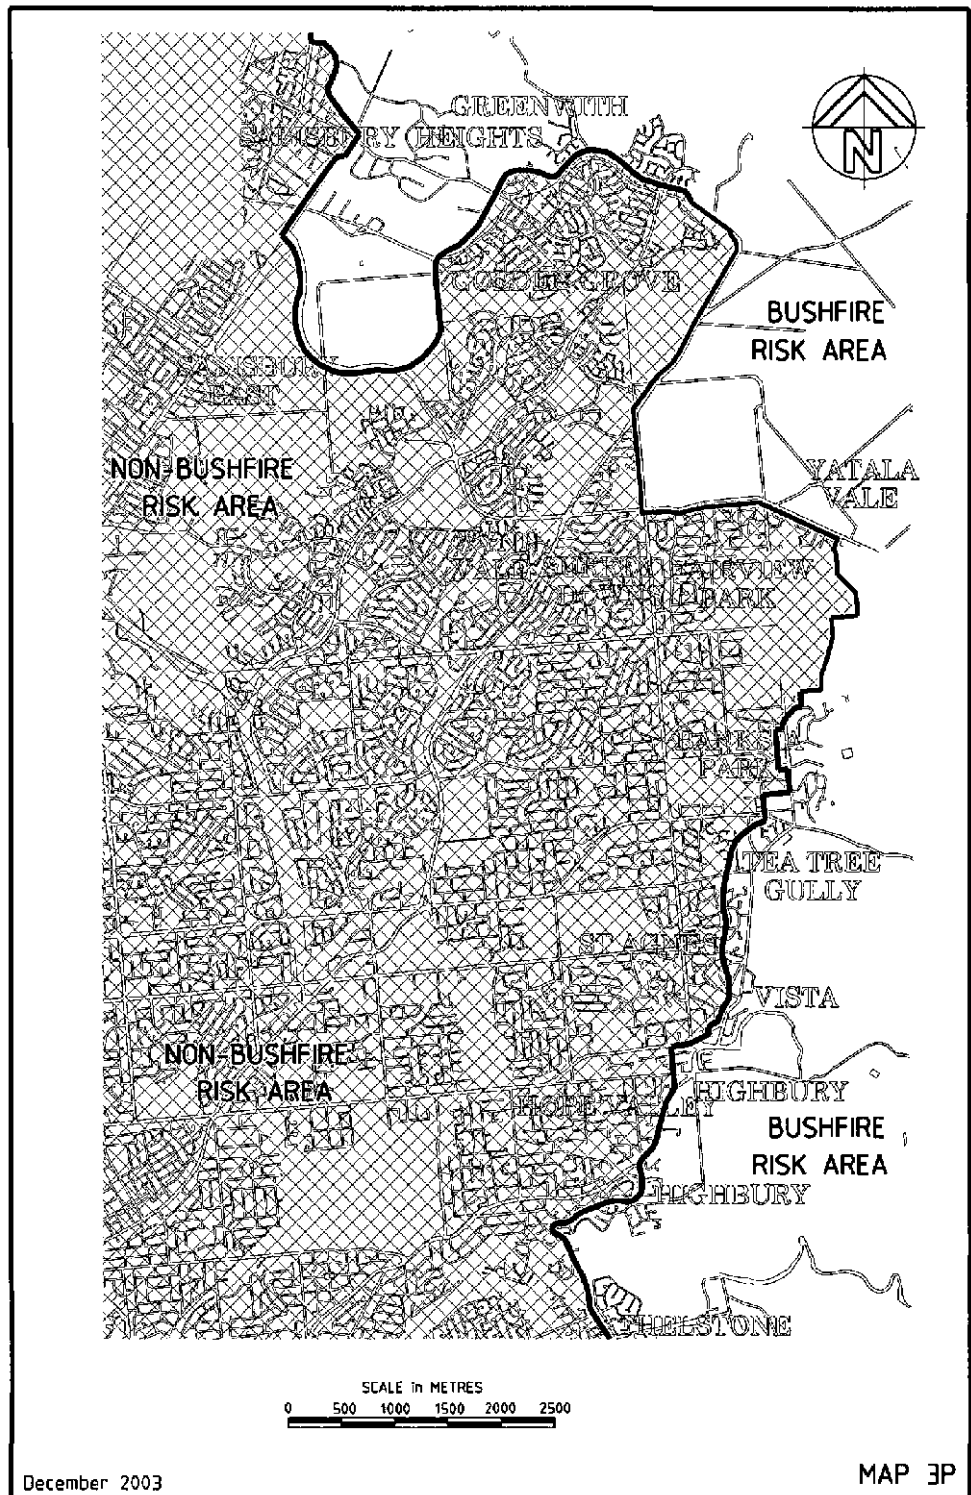 GREENWITH
SALISBURY HEIGHTS
N
GOLDEN GROVE
BUSHFIRE
RISK AREA
SALISBURY
EAST
NON-BUSHFIRE
RISK AREA
YATALA
VALE
FAIRVIEW
PARK
BANKSIA
PARK
TEA TREE
GULLY
ST AGNES
VISTA
NON-BUSHFIRE
RISK AREA
HOPE VALLEY
HIGHBURY
BUSHFIRE
RISK AREA
HIGHBURY
ATHELSTONE
SCALE in METRES
0 500 1000 1500 2000 2500
December 2003
MAP 3P